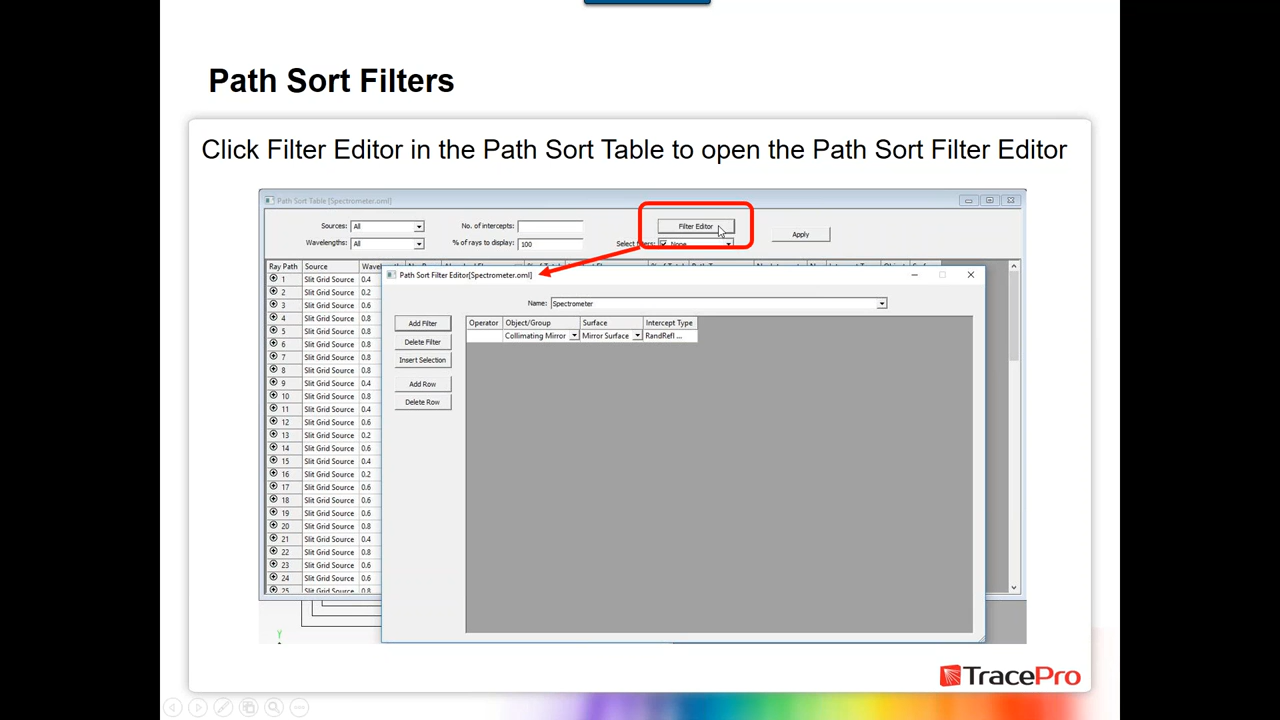 Path Sort Filters
Click Filter Editor in the Path Sort Table to open the Path Sort Filter Editor
Path Sort Table [Spectrometer.oml]
Sources: All No. of intercepts: Filter Editor
Wavelengths: All % of rays to display: 100 Select filters: None Apply
Ray Path Source
Path Sort Filter Editor[Spectrometer.oml]
Name: Spectrometer
Add Filter
Delete Filter
Insert Selection
Add Row
Delete Row
Operator Object/Group Surface Intercept Type
Collimating Mirror Mirror Surface RandRefl ...
1 Slit Grid Source 0.4
2 Slit Grid Source 0.2
3 Slit Grid Source 0.6
4 Slit Grid Source 0.8
5 Slit Grid Source 0.8
6 Slit Grid Source 0.8
7 Slit Grid Source 0.8
8 Slit Grid Source 0.8
9 Slit Grid Source 0.4
10 Slit Grid Source 0.8
11 Slit Grid Source 0.4
12 Slit Grid Source 0.6
13 Slit Grid Source 0.2
14 Slit Grid Source 0.6
15 Slit Grid Source 0.4
16 Slit Grid Source 0.2
17 Slit Grid Source 0.6
18 Slit Grid Source 0.6
19 Slit Grid Source 0.6
20 Slit Grid Source 0.8
21 Slit Grid Source 0.4
22 Slit Grid Source 0.8
23 Slit Grid Source 0.6
24 Slit Grid Source 0.6
25 Slit Grid Source 0.8
Y
TracePro